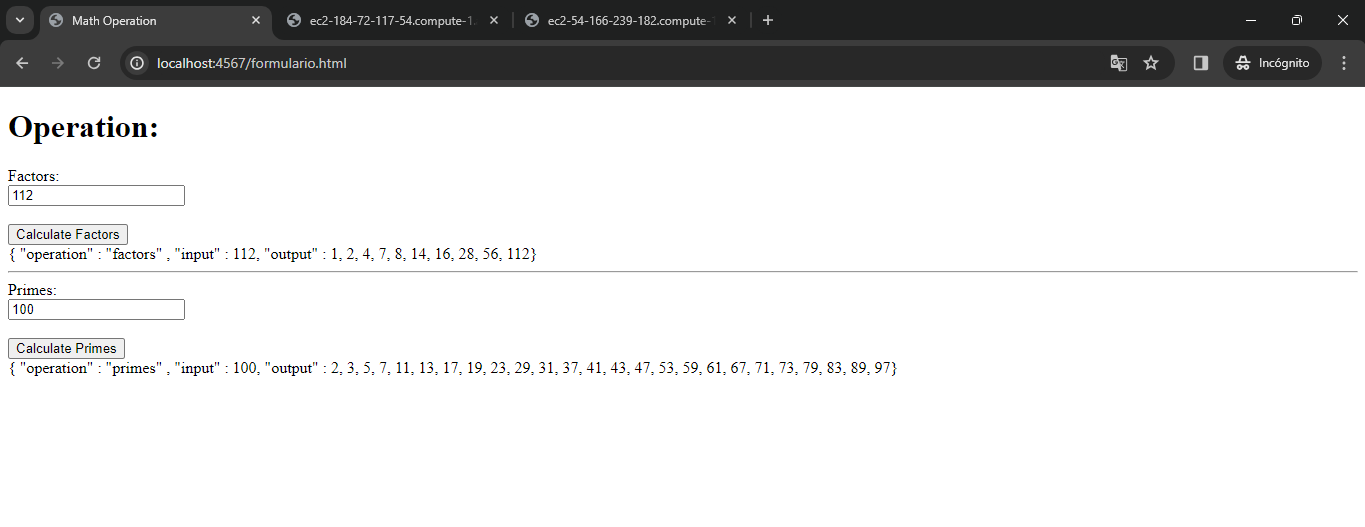 Math Operation
ec2-184-72-117-54.compute-1.
ec2-54-166-239-182.compute-1
localhost:4567/formulario.html
Incógnito
Operation:
Factors:
112
Calculate Factors
{ "operation" : "factors" , "input" : 112, "output" : 1, 2, 4, 7, 8, 14, 16, 28, 56, 112}
Primes:
100
Calculate Primes
{ "operation" : "primes" , "input" : 100, "output" : 2, 3, 5, 7, 11, 13, 17, 19, 23, 29, 31, 37, 41, 43, 47, 53, 59, 61, 67, 71, 73, 79, 83, 89, 97}